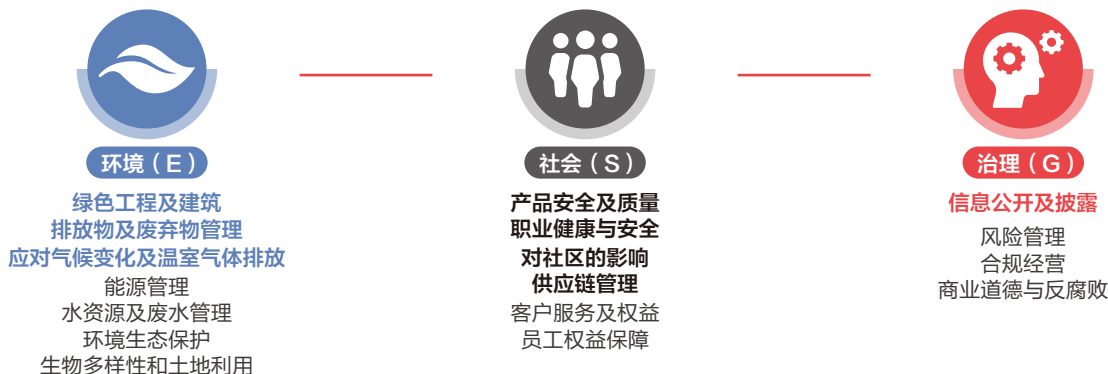 环境（E）
绿色工程及建筑
排放物及废弃物管理
应对气候变化及温室气体排放
能源管理
水资源及废水管理
环境生态保护
生物多样性和土地利用
社会（S）
产品安全及质量
职业健康与安全
对社区的影响
供应链管理
客户服务及权益
员工权益保障
治理（G）
信息公开及披露
风险管理
合规经营
商业道德与反腐败